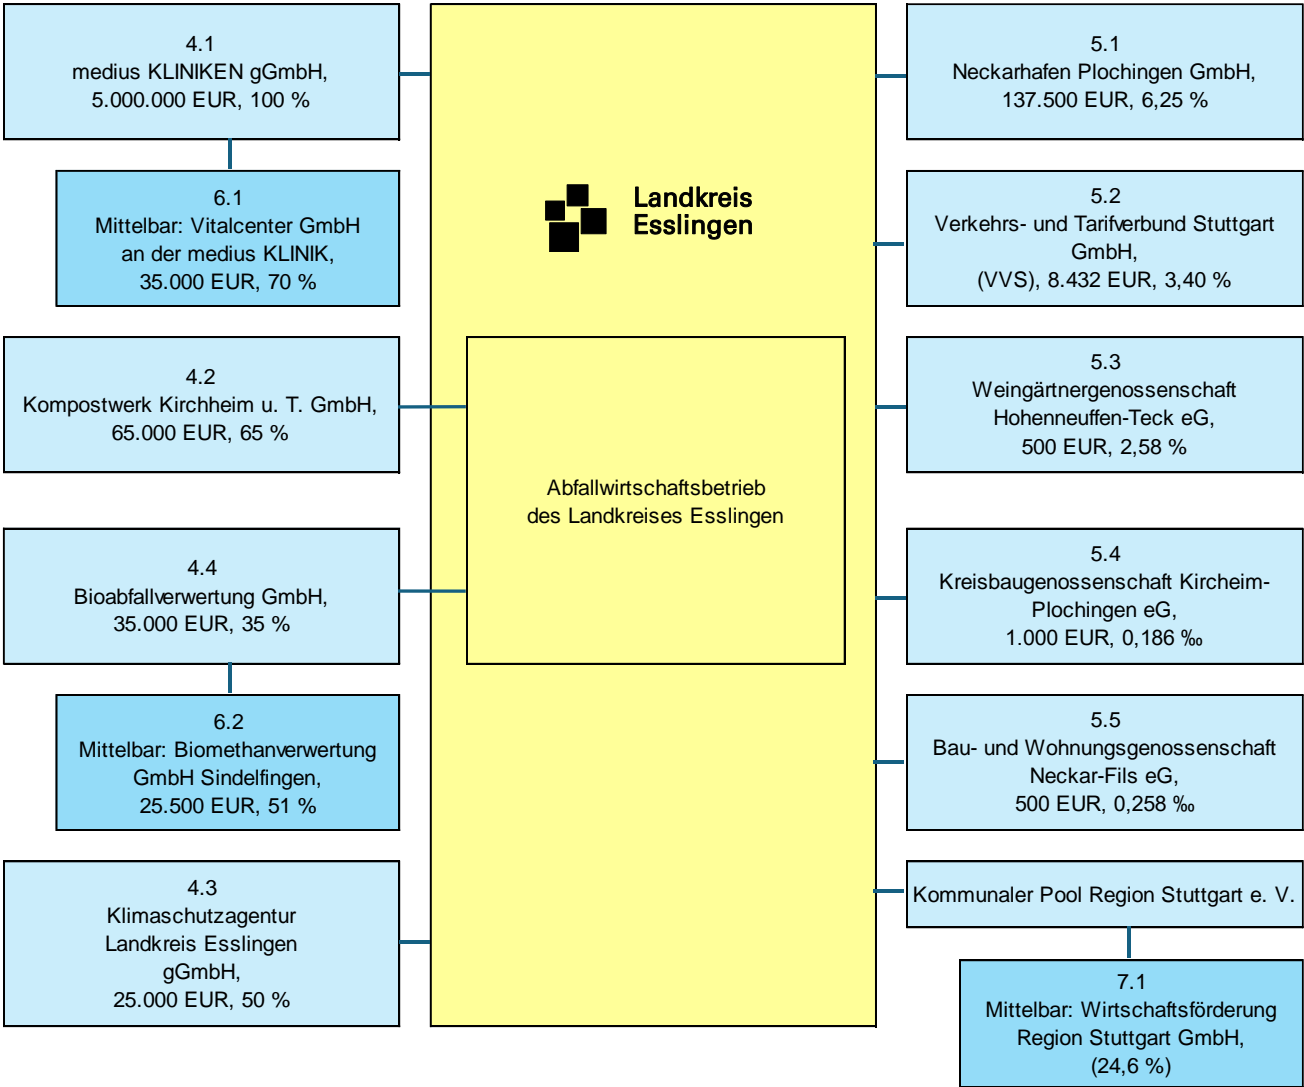 4.1
medius KLINIKEN gGmbH,
5.000.000 EUR, 100 %
6.1
Mittelbar: Vitalcenter GmbH
an der medius KLINIK,
35.000 EUR, 70 %
4.2
Kompostwerk Kirchheim u. T. GmbH,
65.000 EUR, 65 %
4.4
Bioabfallverwertung GmbH,
35.000 EUR, 35 %
6.2
Mittelbar: Biomethanverwertung
GmbH Sindelfingen,
25.500 EUR, 51 %
4.3
Klimaschutzagentur
Landkreis Esslingen
gGmbH,
25.000 EUR, 50 %
Landkreis
Esslingen
Abfallwirtschaftsbetrieb
des Landkreises Esslingen
5.1
Neckarhafen Plochingen GmbH,
137.500 EUR, 6,25 %
5.2
Verkehrs- und Tarifverbund Stuttgart
GmbH,
(VVS), 8.432 EUR, 3,40 %
5.3
Weingärtnergenossenschaft
Hohenneuffen-Teck eG,
500 EUR, 2,58 %
5.4
Kreisbaugenossenschaft Kircheim-
Plochingen eG,
1.000 EUR, 0,186 ‰
5.5
Bau- und Wohnungsgenossenschaft
Neckar-Fils eG,
500 EUR, 0,258 ‰
Kommunaler Pool Region Stuttgart e. V.
7.1
Mittelbar: Wirtschaftsförderung
Region Stuttgart GmbH,
(24,6 %)